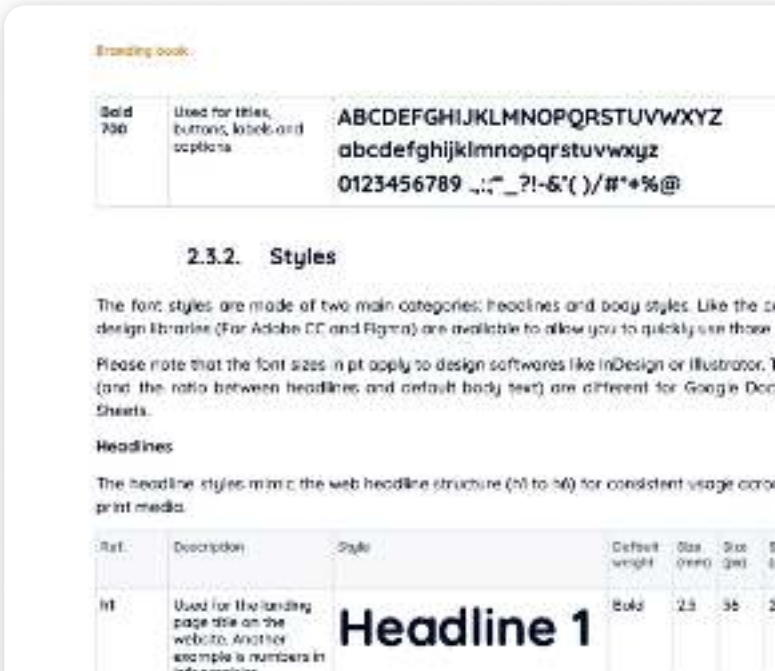 Branding book
Bold 700
Used for titles, buttons, labels and captions
ABCDEFGHIJKLMNOPQRSTUVWXYZ
abcdefghijklmnopqrstuvwxyz
0123456789
2.3.2. Styles
The font styles are made of two main categories: headlines and body styles. Like the
design libraries (For Adobe CC and Figma) are available to allow you to quickly use those
Please note that the font sizes in pt apply to design softwares like InDesign or Illustrator.
(and the ratio between headlines and default body text) are different for Google
Sheets.
Headlines
The headline styles mimic the web headline structure (h1 to h6) for consistent usage
print media.
Ref. Description Style Default weight Size (mm) Size
h1 Used for the landing Headline 1 Bold
page title on the
website. Another
example is numbers in